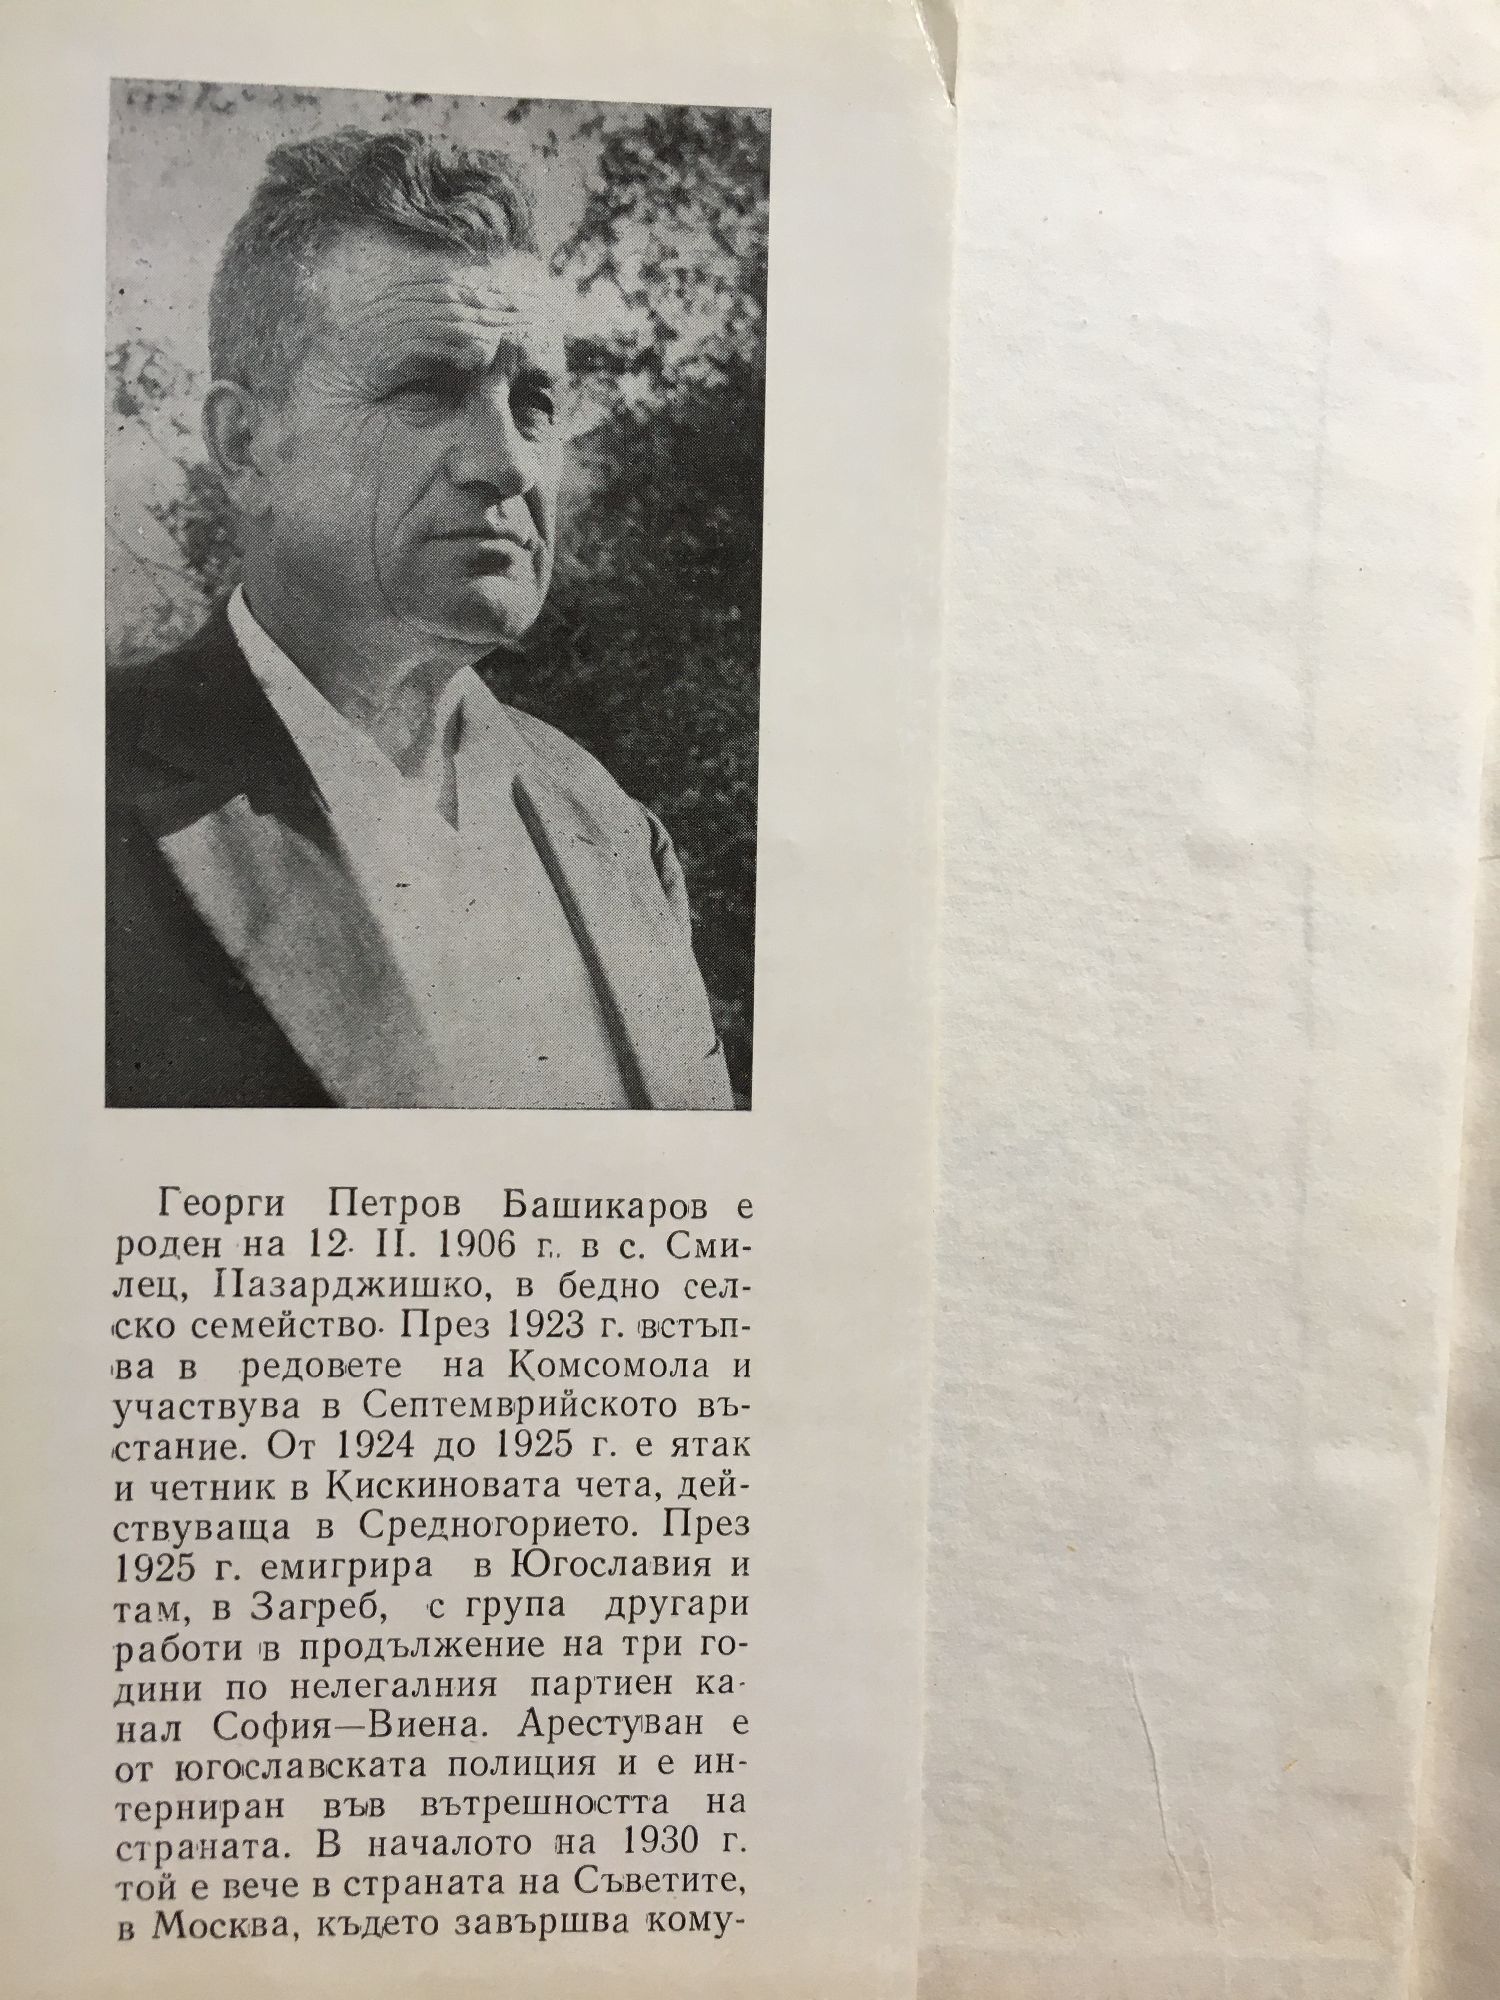 Георги Петров Башикаров е
роден на 12. II. 1906 г. в с. Сми-
лец, Пазарджишко, в бедно сел-
ско семейство. През 1923 г. встъп-
ва в редовете на Комсомола и
участвува в Септемврийското въ-
стание. От 1924 до 1925 г. е ятак
и четник в Кискиновата чета, дей-
ствуваща в Средногорието. През
1925 г. емигрира в Югославия и
там, в Загреб, с група другари
работи в продължение на три го-
дини по нелегалния партиен ка-
нал София—Виена. Арестуван е
от югославската полиция и е ин-
терниран във вътрешността на
страната. В началото на 1930 г.
той е вече в страната на Съветите,
в Москва, където завършва кому-